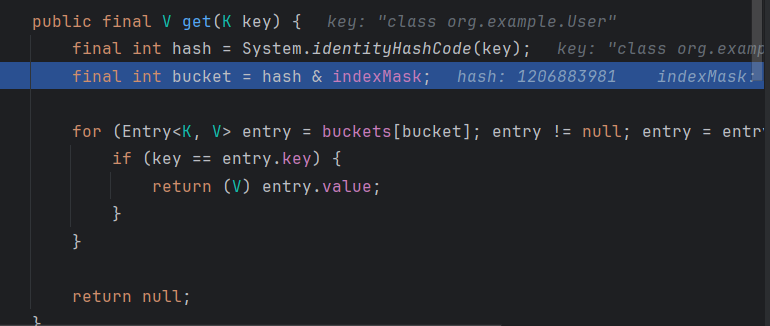 public final V get(K key) {   key: "class org.example.User"
    final int hash = System.identityHashCode(key);   key: "class org.examp
    final int bucket = hash & indexMask;   hash: 1206883981    indexMask:
    for (Entry<K, V> entry = buckets[bucket]; entry != null; entry = entr
        if (key == entry.key) {
            return (V) entry.value;
        }
    }
    return null;
}